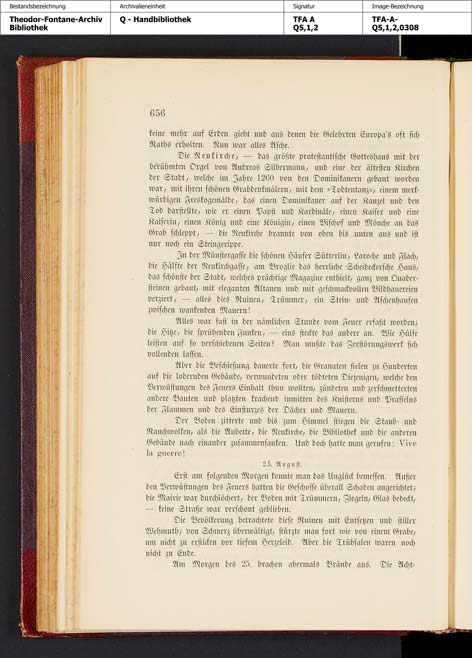 Bestandsbezeichnung
Theodor-Fontane-Archiv
Bibliothek
Archivalieneinheit
Q - Handbibliothek
Signatur
TFA A
Q5,1,2
Image-Bezeichnung
TFA-A-
Q5,1,2,0308
656
keine mehr auf Erden giebt und aus denen die Gelehrten Europa's oft sich
Raths erholten. Nun war alles Asche.
Die Neukirche, — das größte protestantische Gotteshaus mit der
berühmten Orgel von Andreas Silbermann, und eine der ältesten Kirchen
der Stadt, welche im Jahre 1260 von den Dominikanern gebaut worden
war, mit ihren schönen Grabdenkmälern, mit dem »Todtentanz«, einem merk-
würdigen Freskogemälde, das einen Dominikaner auf der Kanzel und den
Tod darstellte, wie er einen Papst und Kardinäle, einen Kaiser und eine
Kaiserin, einen König und eine Königin, einen Bischof und Mönche an das
Grab schleppt, — die Neukirche brannte von oben bis unten aus und ist
nur noch ein Steingerippe.
In der Münstergasse die schönen Häuser Sütterlin, Laroche und Flach,
die Hälfte der Neukirchgasse, am Broglie das herrliche Scheideckersche Haus,
das schönste der Stadt, welches prächtige Magazine enthielt, ganz von Quader-
steinen gebaut, mit eleganten Altanen und mit geschmackvollen Bildhauereien
verziert, — alles dies Ruinen, Trümmer, ein Stein- und Aschenhaufen
zwischen wankenden Mauern!
Alles war fast in der nämlichen Stunde vom Feuer erfaßt worden;
die Hitze, die sprühenden Funken, — eins steckte das andere an. Wie Hülfe
leisten auf so verschiedenen Seiten? Man mußte das Zerstörungswerk sich
vollenden lassen.
Aber die Beschießung dauerte fort, die Granaten fielen zu Hunderten
auf die lodernden Gebäude, verwundeten oder tödteten Diejenigen, welche den
Verwüstungen des Feuers Einhalt thun wollten, zündeten und zerschmetterten
andere Bauten und platzten krachend inmitten des Knisterns und Prasselns
der Flammen und des Einsturzes der Dächer und Mauern.
Der Boden zitterte und bis zum Himmel stiegen die Staub- und
Rauchwolken, als die Aubette, die Neukirche, die Bibliothek und die anderen
Gebäude nach einander zusammensanken. Und doch hatte man gerufen: Vive
la guerre!
25. August.
Erst am folgenden Morgen konnte man das Unglück bemessen. Außer
den Verwüstungen des Feuers hatten die Geschosse überall Schaden angerichtet;
die Mairie war durchlöchert, der Boden mit Trümmern, Ziegeln, Glas bedeckt,
— keine Straße war verschont geblieben.
Die Bevölkerung betrachtete diese Ruinen mit Entsetzen und stiller
Wehmuth; von Schmerz überwältigt, stürzte man fort wie von einem Grabe,
um nicht zu ersticken vor tiefem Herzeleid. Aber die Trübsalen waren noch
nicht zu Ende.
Am Morgen des 25. brachen abermals Brände aus. Die Acht-